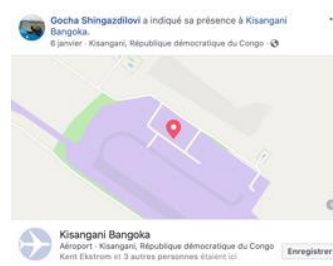 Gocha Shingazdilovi a indiqué sa présence à Kisangani
Bangoka.
6 janvier · Kisangani, République démocratique du Congo ·
Kisangani Bangoka
Aéroport · Kisangani, République démocratique du Congo
Kent Ekstrom et 3 autres personnes étaient ici
Enregistrer